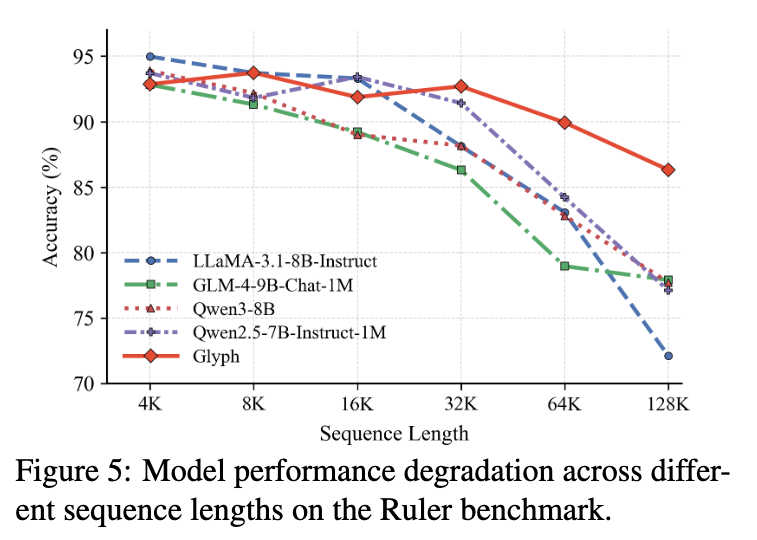 95
90
85
80
75
70
Accuracy (%)
LLaMA-3.1-8B-Instruct
GLM-4-9B-Chat-1M
Qwen3-8B
Qwen2.5-7B-Instruct-1M
Glyph
4K 8K 16K 32K 64K 128K
Sequence Length
Figure 5: Model performance degradation across differ-
ent sequence lengths on the Ruler benchmark.